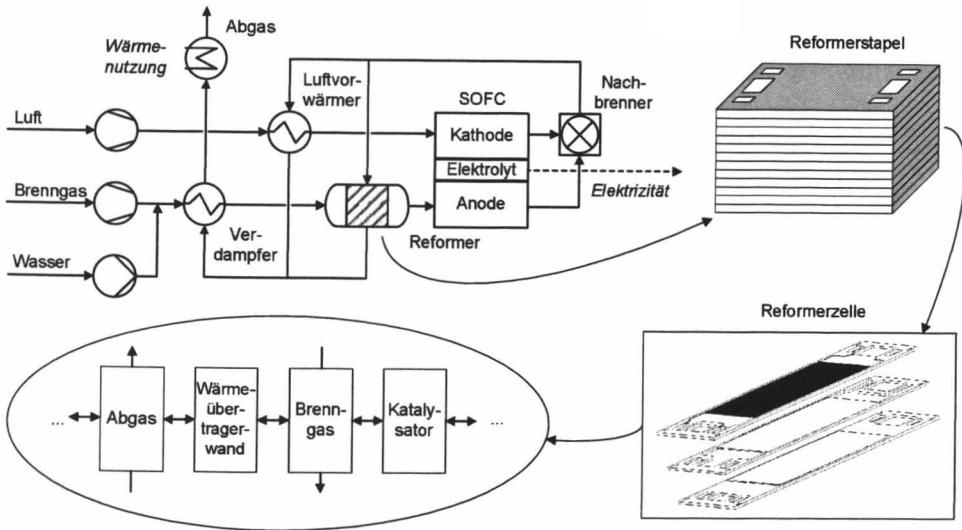 Abgas
Wärme-
nutzung
Luftvor-
wärmer
SOFC
Nach-
brenner
Reformerstapel
Luft
Kathode
Elektrolyt
Elektrizität
Brenngas
Anode
Reformer
Ver-
dampfer
Wasser
Reformerzelle
...
Abgas
Wärme-
über-
trager-
wand
Brenn-
gas
Kataly-
sator
...